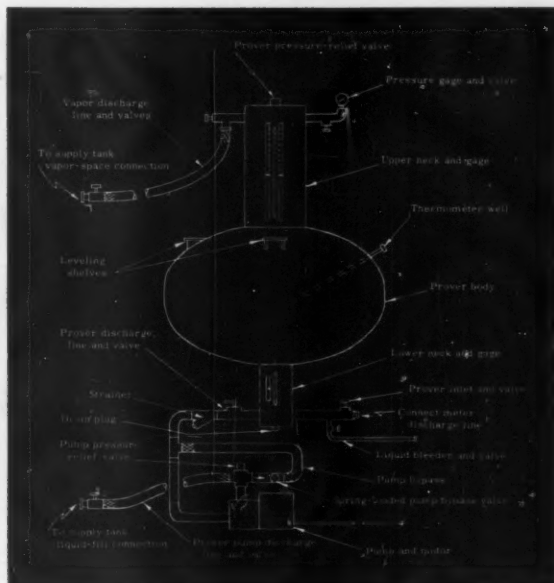 Prover pressure-relief valve
Pressure gage and valve
Vapor discharge
line and valves
To supply tank
vapor-space connection
Upper neck and gage
Thermometer well
Leveling
shelves
Prover body
Prover discharge
line and valve
Lower neck and gage
Strainer
Prover inlet and valve
Drain plug
Connect meter
discharge line
Pump pressure
relief valve
Liquid bleeder and valve
Pump bypass
Spring-loaded pump bypass valve
To supply tank
liquid-fill connection
Prover pump discharge
line and valve
Pump and motor